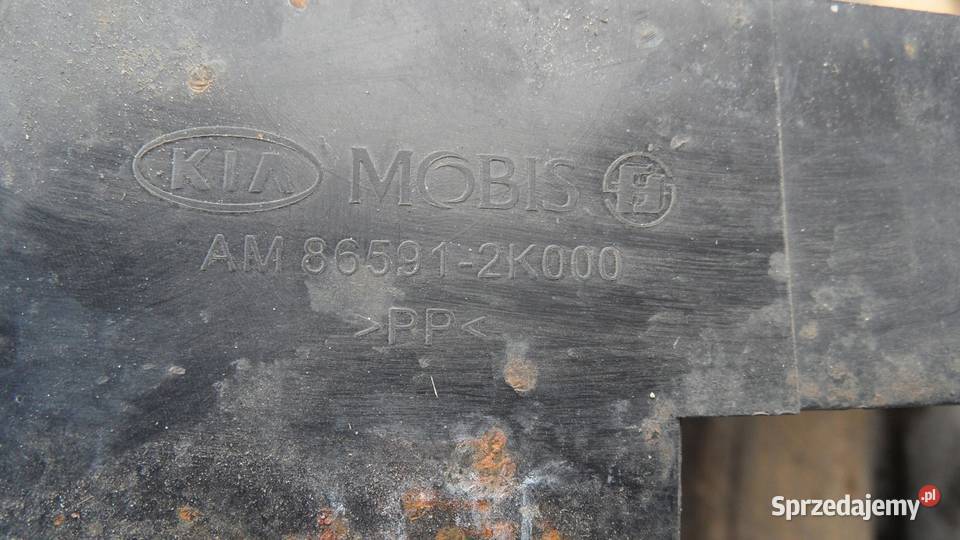 KIA MOBIS
AM 86591-2K000
>PP<
Sprzedajemy.pl